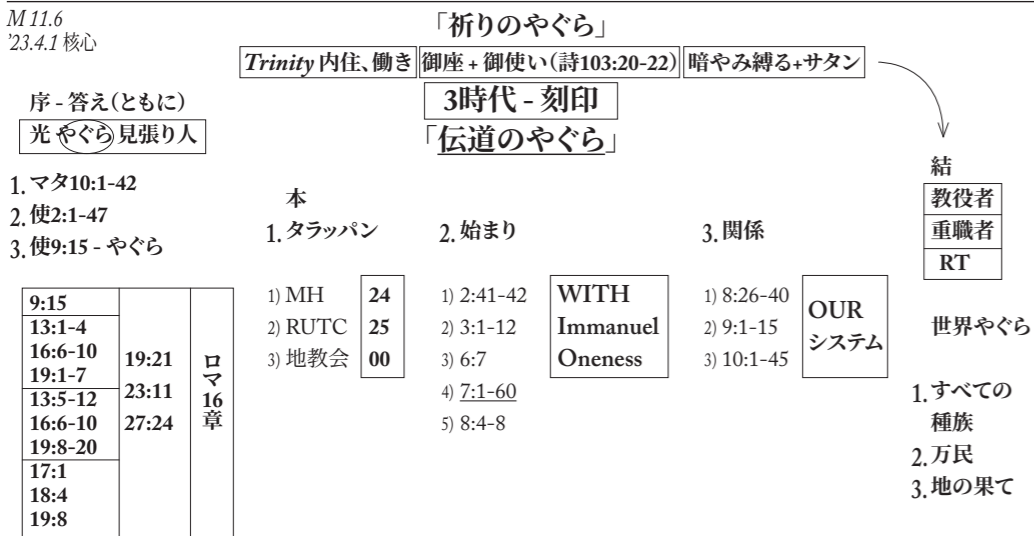 M 11.6
'23.4.1 核心
「祈りのやぐら」
Trinity 内住、働き 御座 + 御使い（詩103:20-22） 暗やみ縛る+サタン
3時代 - 刻印
「伝道のやぐら」
序 - 答え（ともに）
光 やぐら 見張り人
1. マタ10:1-42
2. 使2:1-47
3. 使9:15 - やぐら
9:15
13:1-4
16:6-10
19:1-7
13:5-12
16:6-10
19:8-20
17:1
18:4
19:8
19:21
23:11
27:24
ロマ16章
本
1. タラッパン
1) MH 24
2) RUTC 25
3) 地教会 00
2. 始まり
1) 2:41-42
2) 3:1-12
3) 6:7
4) 7:1-60
5) 8:4-8
WITH
Immanuel
Oneness
3. 関係
1) 8:26-40
2) 9:1-15
3) 10:1-45
OUR
システム
結
教役者
重職者
RT
世界やぐら
1. すべての
種族
2. 万民
3. 地の果て